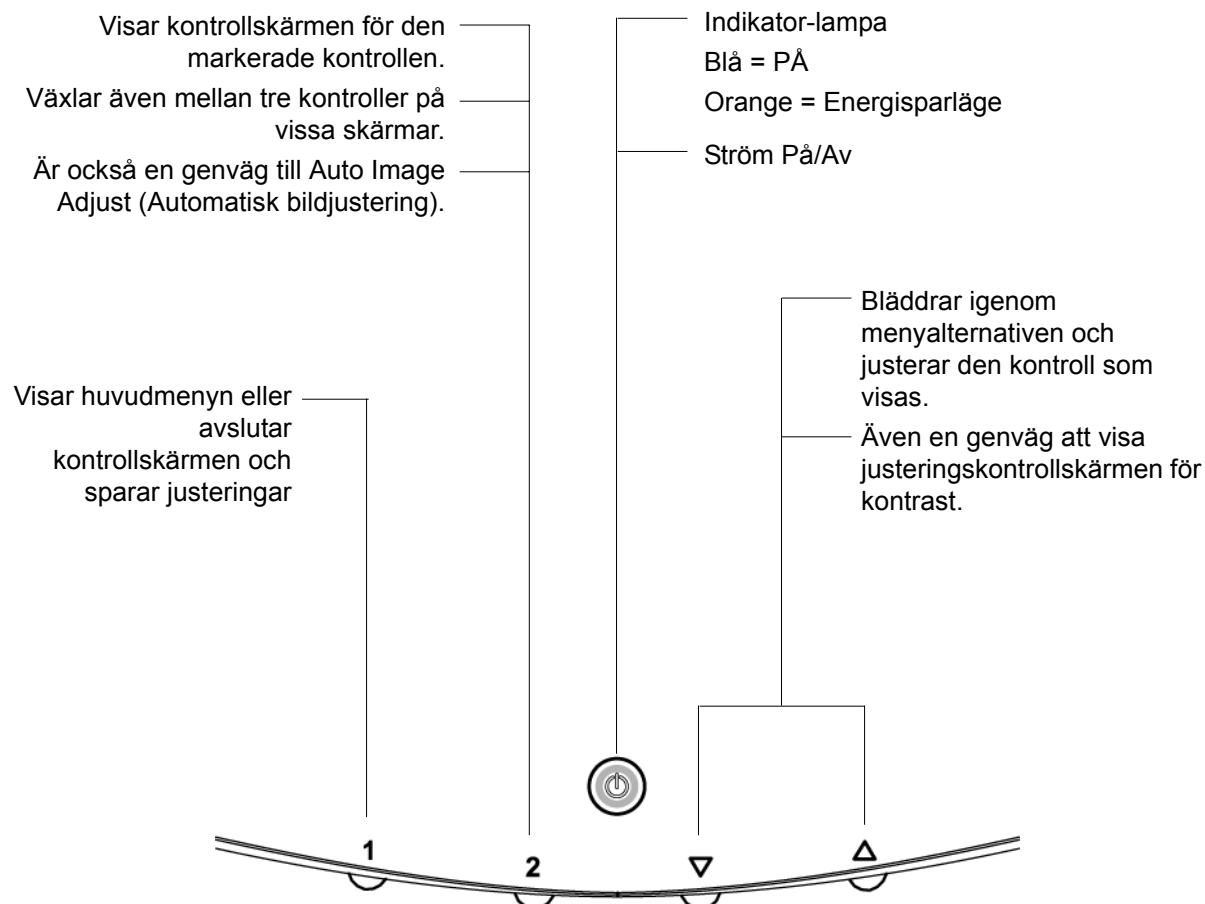 Visar kontrollskärmen för den
markerade kontrollen.
Växlar även mellan tre kontroller på
vissa skärmar.
Är också en genväg till Auto Image
Adjust (Automatisk bildjustering).
Indikator-lampa
Blå = PÅ
Orange = Energisparläge
Ström På/Av
Visar huvudmenyn eller
avslutar
kontrollskärmen och
sparar justeringar
Bläddrar igenom
menyalternativen och
justerar den kontroll som
visas.
Även en genväg att visa
justeringskontrollskärmen för
kontrast.
1
2